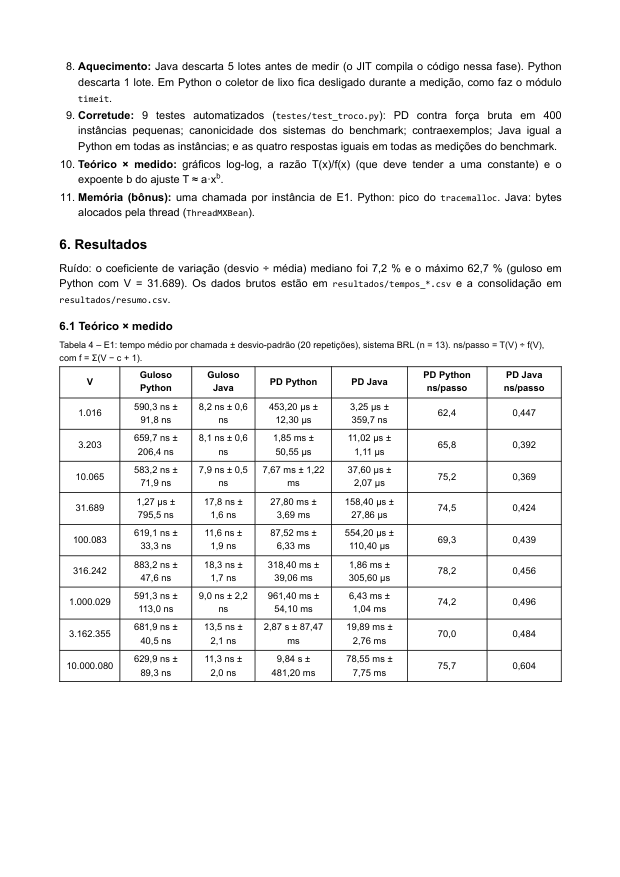 8. Aquecimento: Java descarta 5 lotes antes de medir (o JIT compila o código nessa fase). Python
descarta 1 lote. Em Python o coletor de lixo fica desligado durante a medição, como faz o módulo
timeit.
9. Corretude: 9 testes automatizados (testes/test_troco.py): PD contra força bruta em 400
instâncias pequenas; canonicidade dos sistemas do benchmark; contraexemplos; Java igual a
Python em todas as instâncias; e as quatro respostas iguais em todas as medições do benchmark.
10. Teórico × medido: gráficos log-log, a razão T(x)/f(x) (que deve tender a uma constante) e o
expoente b do ajuste T ≈ a·xᵇ.
11. Memória (bônus): uma chamada por instância de E1. Python: pico do tracemalloc. Java: bytes
alocados pela thread (ThreadMXBean).
6. Resultados
Ruído: o coeficiente de variação (desvio ÷ média) mediano foi 7,2 % e o máximo 62,7 % (guloso em
Python com V = 31.689). Os dados brutos estão em resultados/tempos_*.csv e a consolidação em
resultados/resumo.csv.
6.1 Teórico × medido
Tabela 4 – E1: tempo médio por chamada ± desvio-padrão (20 repetições), sistema BRL (n = 13). ns/passo = T(V) ÷ f(V),
com f = Σ(V − c + 1).
V Guloso Python Guloso Java PD Python PD Java PD Python ns/passo PD Java ns/passo
1.016 590,3 ns ± 91,8 ns 8,2 ns ± 0,6 ns 453,20 µs ± 12,30 µs 3,25 µs ± 359,7 ns 62,4 0,447
3.203 659,7 ns ± 206,4 ns 8,1 ns ± 0,6 ns 1,85 ms ± 50,55 µs 11,02 µs ± 1,11 µs 65,8 0,392
10.065 583,2 ns ± 71,9 ns 7,9 ns ± 0,5 ns 7,67 ms ± 1,22 ms 37,60 µs ± 2,07 µs 75,2 0,369
31.689 1,27 µs ± 795,5 ns 17,8 ns ± 1,6 ns 27,80 ms ± 3,69 ms 158,40 µs ± 27,86 µs 74,5 0,424
100.083 619,1 ns ± 33,3 ns 11,6 ns ± 1,9 ns 87,52 ms ± 6,33 ms 554,20 µs ± 110,40 µs 69,3 0,439
316.242 883,2 ns ± 47,6 ns 18,3 ns ± 1,7 ns 318,40 ms ± 39,06 ms 1,86 ms ± 305,60 µs 78,2 0,456
1.000.029 591,3 ns ± 113,0 ns 9,0 ns ± 2,2 ns 961,40 ms ± 54,10 ms 6,43 ms ± 1,04 ms 74,2 0,496
3.162.355 681,9 ns ± 40,5 ns 13,5 ns ± 2,1 ns 2,87 s ± 87,47 ms 19,89 ms ± 2,76 ms 70,0 0,484
10.000.080 629,9 ns ± 89,3 ns 11,3 ns ± 2,0 ns 9,84 s ± 481,20 ms 78,55 ms ± 7,75 ms 75,7 0,604